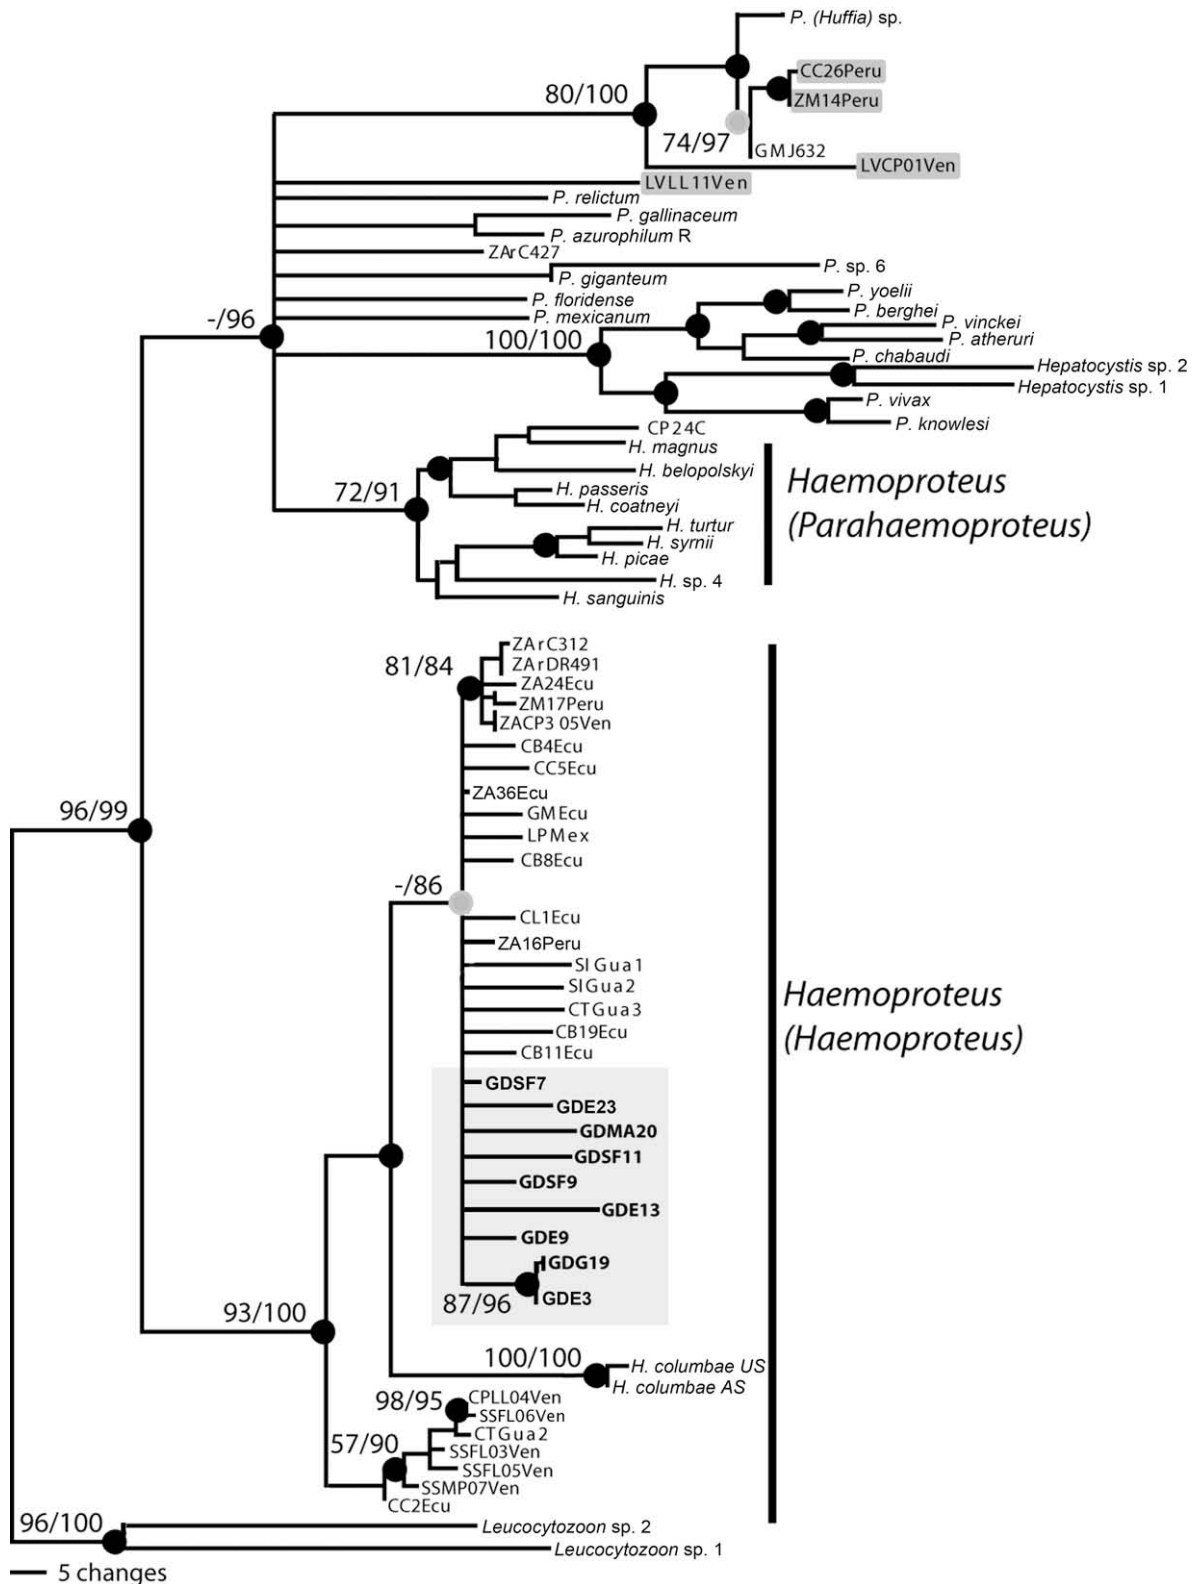 P. (Huffia) sp.
CC26Peru
80/100
ZM14Peru
74/97
GMJ632
LVCP01Ven
LVLL11Ven
P. relictum
P. gallinaceum
P. azurophilum R
ZArC427
P. sp. 6
P. giganteum
P. yoelii
P. floridense
P. berghei
-/96
P. mexicanum
P. vinckei
100/100
P. atheruri
P. chabaudi
Hepatocystis sp. 2
Hepatocystis sp. 1
P. vivax
P. knowlesi
CP24C
H. magnus
H. belopolskyi
72/91
H. passeris
H. coatneyi
Haemoproteus
(Parahaemoproteus)
H. turtur
H. syrnii
H. picae
H. sp. 4
H. sanguinis
ZArC312
81/84
ZArDR491
ZA24Ecu
ZM17Peru
ZACP3 05Ven
CB4Ecu
CC5Ecu
ZA36Ecu
96/99
GMEcu
LPMex
CB8Ecu
-/86
CL1Ecu
ZA16Peru
SIGua1
SIGua2
Haemoproteus
(Haemoproteus)
CTGua3
CB19Ecu
CB11Ecu
GDSF7
GDE23
GDMA20
GDSF11
GDSF9
GDE13
GDE9
GDG19
GDE3
87/96
93/100
100/100
H. columbae US
H. columbae AS
98/95
CPLL04Ven
SSFL06Ven
CTGua2
57/90
SSFL03Ven
SSFL05Ven
SSMP07Ven
CC2Ecu
96/100
Leucocytozoon sp. 2
Leucocytozoon sp. 1
5 changes